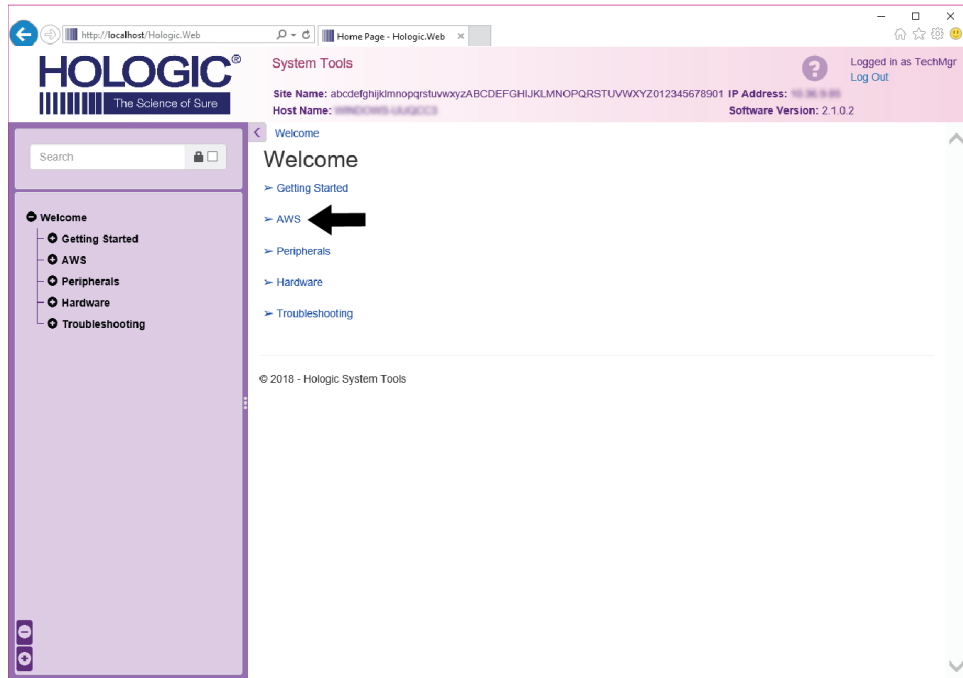 http://localhost/Hologic.Web
Home Page - Hologic.Web
HOLOGIC®
The Science of Sure
System Tools
Logged in as TechMgr
Log Out
Site Name: abcdefghijklmnopqrstuvwxyzABCDEFGHIJKLMNOPQRSTUVWXYZ012345678901 IP Address:
Host Name:
Software Version: 2.1.0.2
Search
Welcome
Getting Started
AWS
Peripherals
Hardware
Troubleshooting
Welcome
Welcome
➢ Getting Started
➢ AWS
➢ Peripherals
➢ Hardware
➢ Troubleshooting
© 2018 - Hologic System Tools